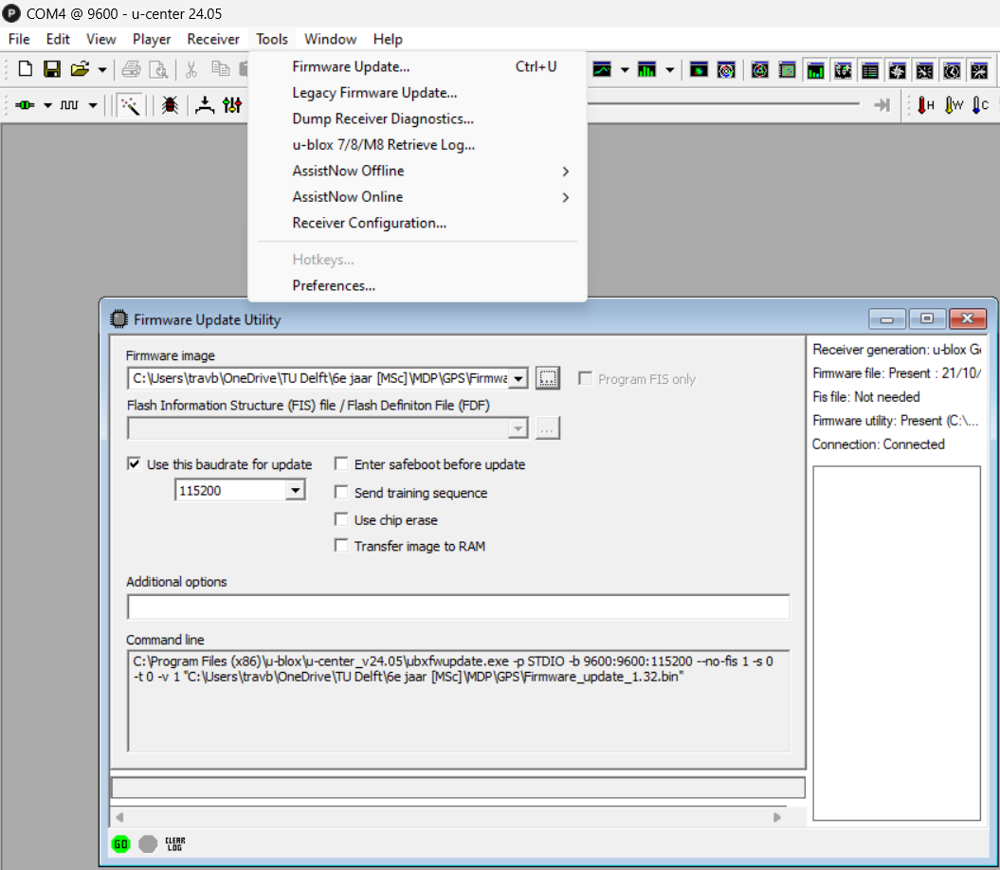 COM4 @ 9600 - u-center 24.05
File Edit View Player Receiver Tools Window Help
Firmware Update... Ctrl+U
Legacy Firmware Update...
Dump Receiver Diagnostics...
u-blox 7/8/M8 Retrieve Log...
AssistNow Offline
AssistNow Online
Receiver Configuration...
Hotkeys...
Preferences...
H W C
Firmware Update Utility
Firmware image
C:\Users\travb\OneDrive\TU Delft\6e jaar [MSc]\MDP\GPS\Firmwa
...
Program FIS only
Flash Information Structure (FIS) file / Flash Definiton File (FDF)
...
Use this baudrate for update
115200
Enter safeboot before update
Send training sequence
Use chip erase
Transfer image to RAM
Additional options
Command line
C:\Program Files (x86)\u-blox\u-center_v24.05\ubxfwupdate.exe -p STDIO -b 9600:9600:115200 --no-fis 1 -s 0
-t 0 -v 1 "C:\Users\travb\OneDrive\TU Delft\6e jaar [MSc]\MDP\GPS\Firmware_update_1.32.bin"
Receiver generation: u-blox Ge
Firmware file: Present : 21/10/
Fis file: Not needed
Firmware utility: Present (C:\...
Connection: Connected
GO
CLEAR
LOG